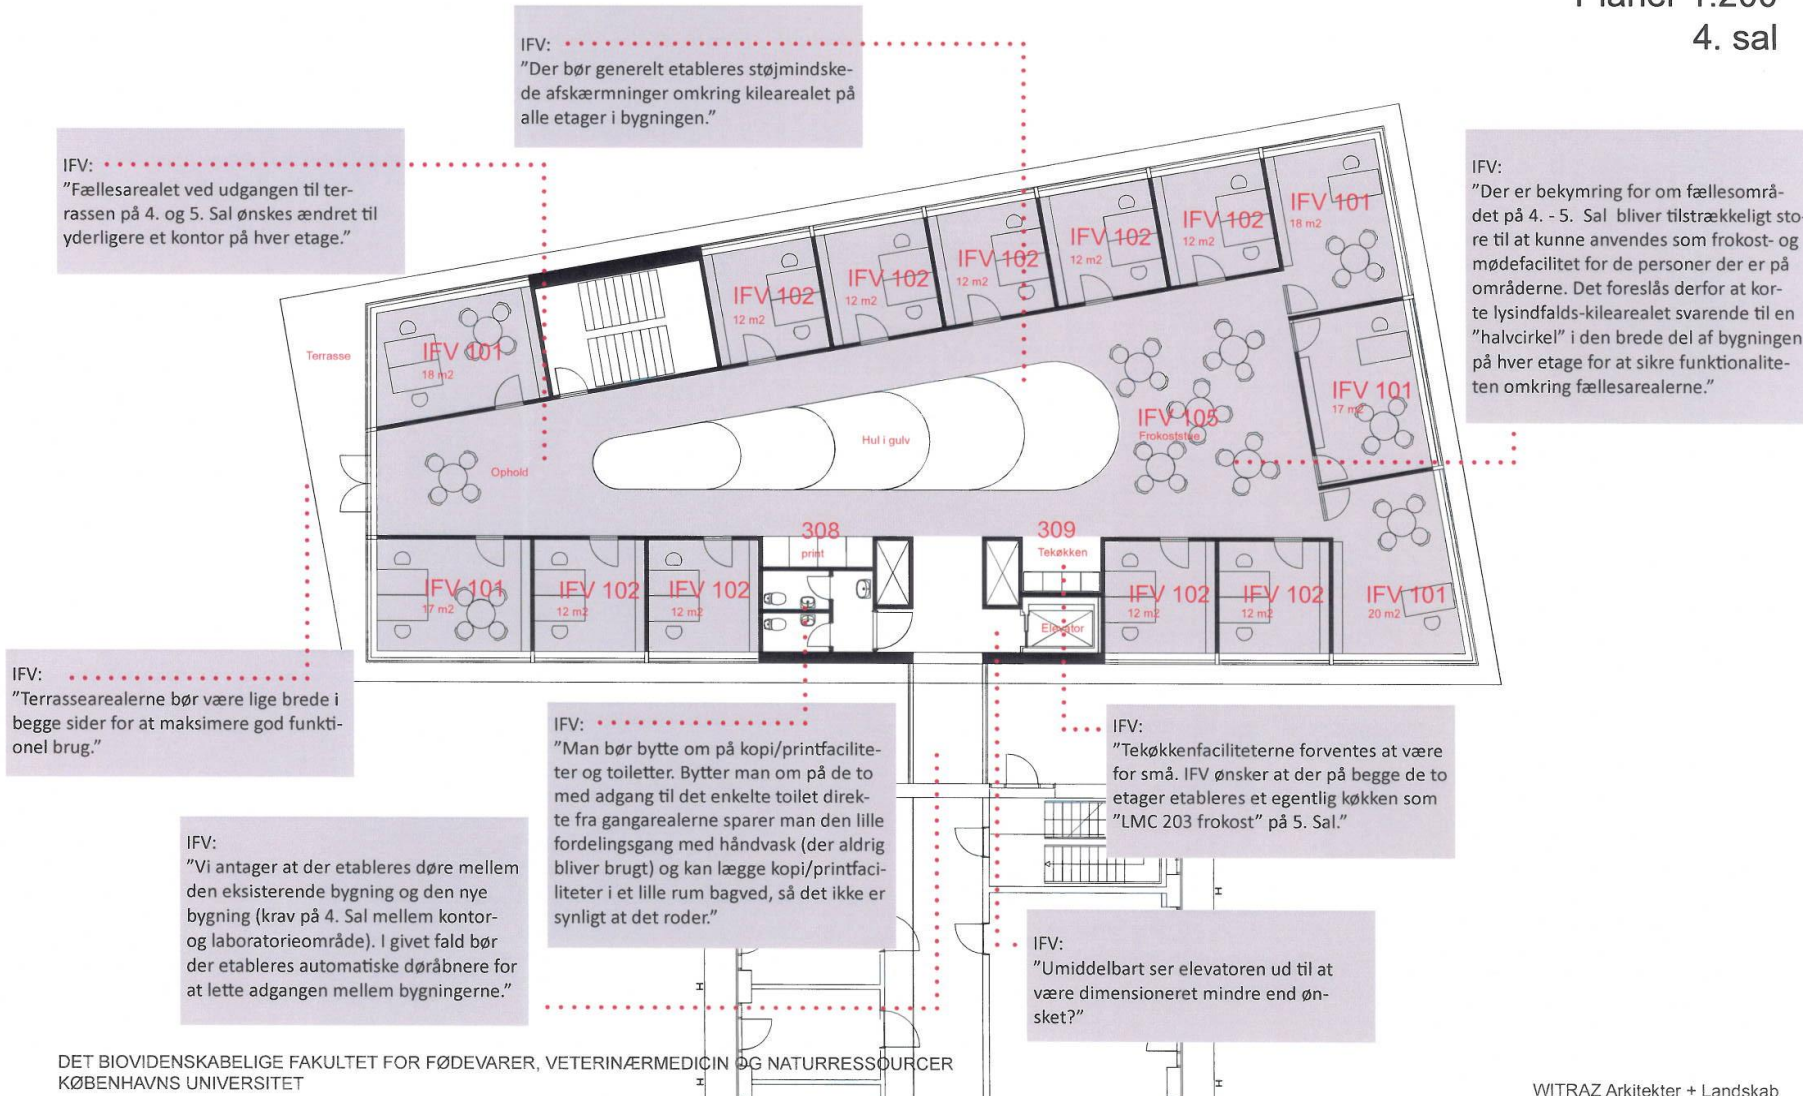 Planer 1:200
4. sal
IFV:
"Der bør generelt etableres støjmindske-
de afskærmninger omkring kilearealet på
alle etager i bygningen."
IFV:
"Fællesarealet ved udgangen til ter-
rassen på 4. og 5. Sal ønskes ændret til
yderligere et kontor på hver etage."
IFV:
"Der er bekymring for om fællesområ-
det på 4. - 5. Sal bliver tilstrækkeligt sto-
re til at kunne anvendes som frokost- og
mødefacilitet for de personer der er på
områderne. Det foreslås derfor at kor-
te lysindfalds-kilearealet svarende til en
"halvcirkel" i den brede del af bygningen
på hver etage for at sikre funktionalite-
ten omkring fællesarealerne."
IFV 101
18 m2
IFV 102
12 m2
IFV 102
12 m2
IFV 102
12 m2
IFV 102
12 m2
IFV 102
12 m2
Terrasse
IFV 101
18 m2
IFV 101
17 m2
IFV 105
Frokoststue
Hul i gulv
Ophold
308
print
309
Tekøkken
IFV 101
17 m2
IFV 102
12 m2
IFV 102
12 m2
IFV 102
12 m2
IFV 102
12 m2
IFV 101
20 m2
Elevator
IFV:
"Terrassearealerne bør være lige brede i
begge sider for at maksimere god funkti-
onel brug."
IFV:
"Man bør bytte om på kopi/printfacilite-
ter og toiletter. Bytter man om på de to
med adgang til det enkelte toilet direk-
te fra gangarealerne sparer man den lille
fordelingsgang med håndvask (der aldrig
bliver brugt) og kan lægge kopi/printfaci-
liteter i et lille rum bagved, så det ikke er
synligt at det roder."
IFV:
"Tekøkkenfaciliteterne forventes at være
for små. IFV ønsker at der på begge de to
etager etableres et egentlig køkken som
"LMC 203 frokost" på 5. Sal."
IFV:
"Vi antager at der etableres døre mellem
den eksisterende bygning og den nye
bygning (krav på 4. Sal mellem kontor-
og laboratorieområde). I givet fald bør
der etableres automatiske døråbnere for
at lette adgangen mellem bygningerne."
IFV:
"Umiddelbart ser elevatoren ud til at
være dimensioneret mindre end øn-
sket?"
DET BIOVIDENSKABELIGE FAKULTET FOR FØDEVARER, VETERINÆRMEDICIN OG NATURRESSOURCER
KØBENHAVNS UNIVERSITET
WITRAZ Arkitekter + Landskab